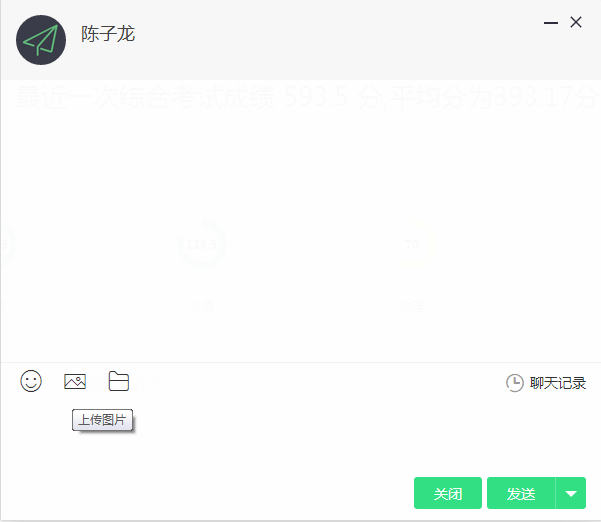 陈子龙
最近一次综合考试成绩 593.5 分,平均分为393.17分
聊天记录
上传图片
关闭
发送